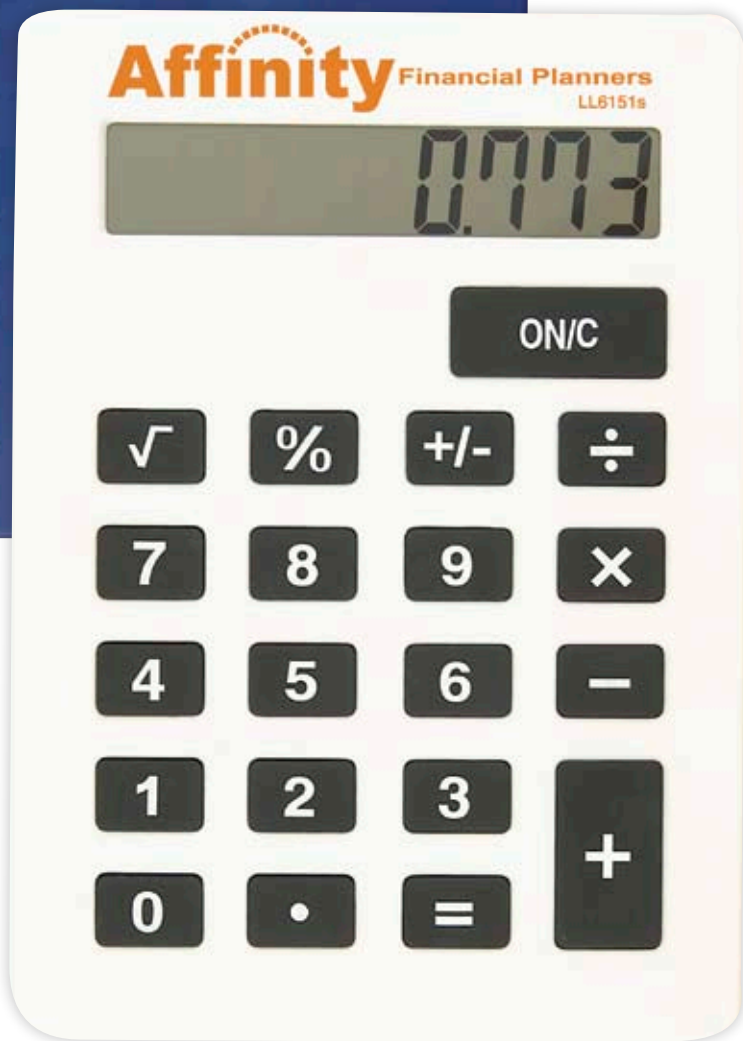 Affinity Financial Planners
LL6151s
0.773
ON/C
√ % +/- ÷
7 8 9 ×
4 5 6 −
1 2 3
+
0 • =